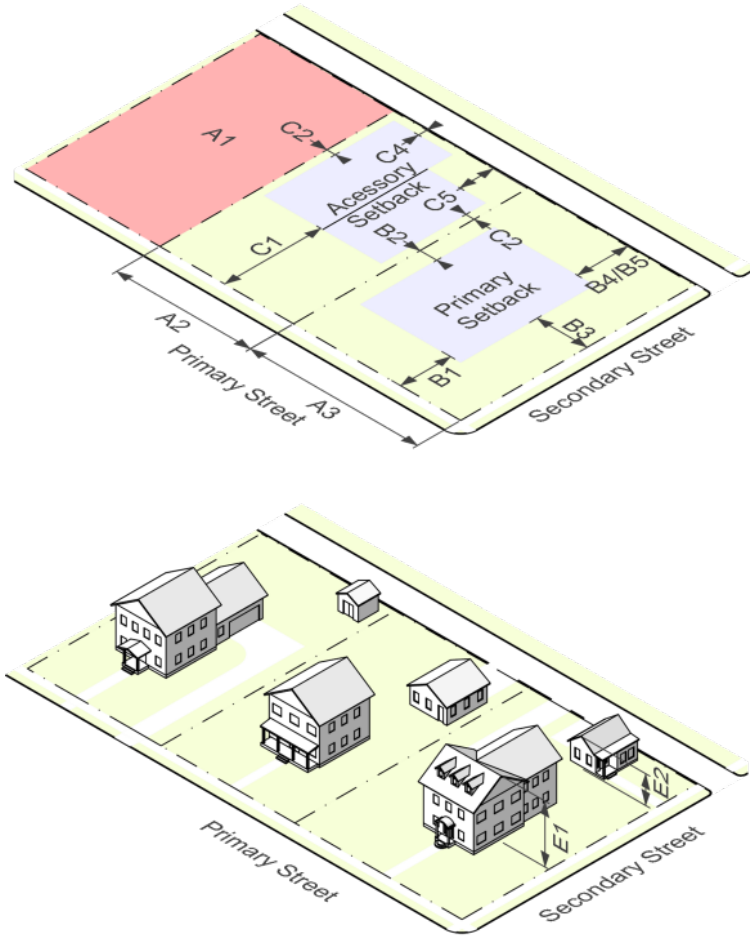 A1
C2
C4
Acessory
Setback
C5
C1
B2
C2
B4/B5
Primary
Setback
B3
A2
B1
Primary Street
A3
Secondary Street
E2
E1
Primary Street
Secondary Street